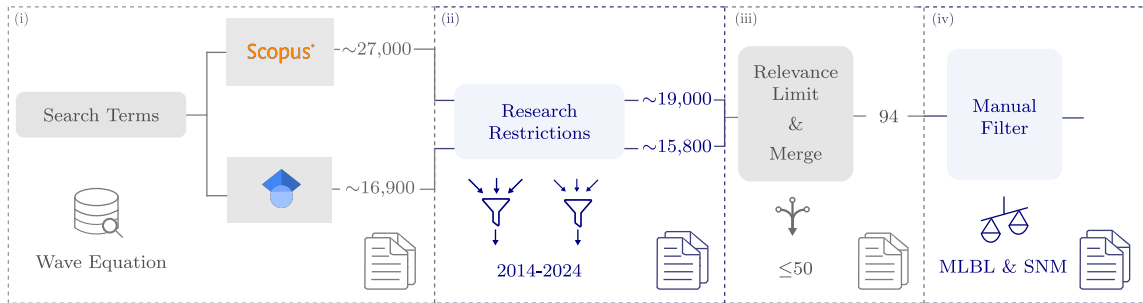 (i)
Search Terms
Wave Equation
Scopus
~27,000
~16,900
(ii)
Research
Restrictions
2014-2024
~19,000
~15,800
(iii)
Relevance
Limit
&
Merge
≤50
94
(iv)
Manual
Filter
MLBL & SNM